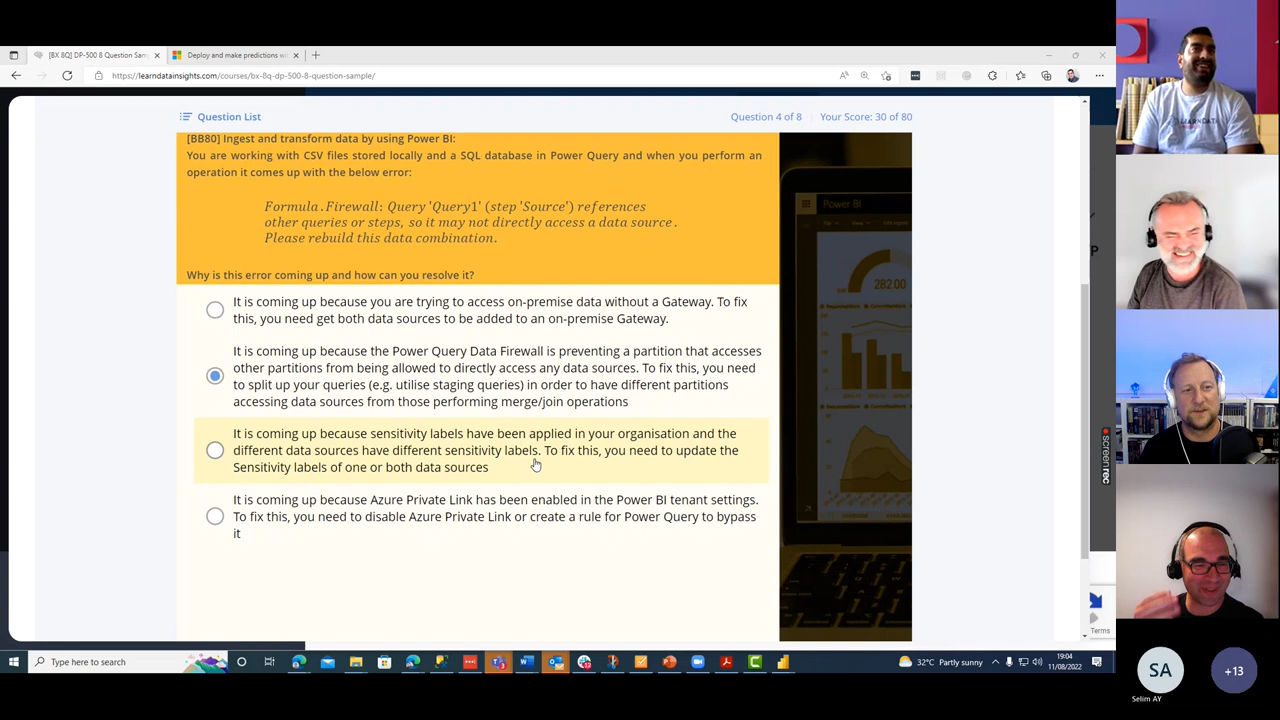 [BX 8Q] DP-500 8 Question Sam
Deploy and make predictions wi
https://learndatainsights.com/courses/bx-8q-dp-500-8-question-sample/
Question List
Question 4 of 8
Your Score: 30 of 80
[BB80] Ingest and transform data by using Power BI:
You are working with CSV files stored locally and a SQL database in Power Query and when you perform an
operation it comes up with the below error:
Formula.Firewall: Query 'Query1' (step 'Source') references
other queries or steps, so it may not directly access a data source.
Please rebuild this data combination.
Why is this error coming up and how can you resolve it?
It is coming up because you are trying to access on-premise data without a Gateway. To fix
this, you need get both data sources to be added to an on-premise Gateway.
It is coming up because the Power Query Data Firewall is preventing a partition that accesses
other partitions from being allowed to directly access any data sources. To fix this, you need
to split up your queries (e.g. utilise staging queries) in order to have different partitions
accessing data sources from those performing merge/join operations
It is coming up because sensitivity labels have been applied in your organisation and the
different data sources have different sensitivity labels. To fix this, you need to update the
Sensitivity labels of one or both data sources
It is coming up because Azure Private Link has been enabled in the Power BI tenant settings.
To fix this, you need to disable Azure Private Link or create a rule for Power Query to bypass
it
Power BI
282.00
Terms
screenrec
LEARNDATA
Type here to search
32°C Partly sunny
19:04
11/08/2022
SA
Selim AY
+13